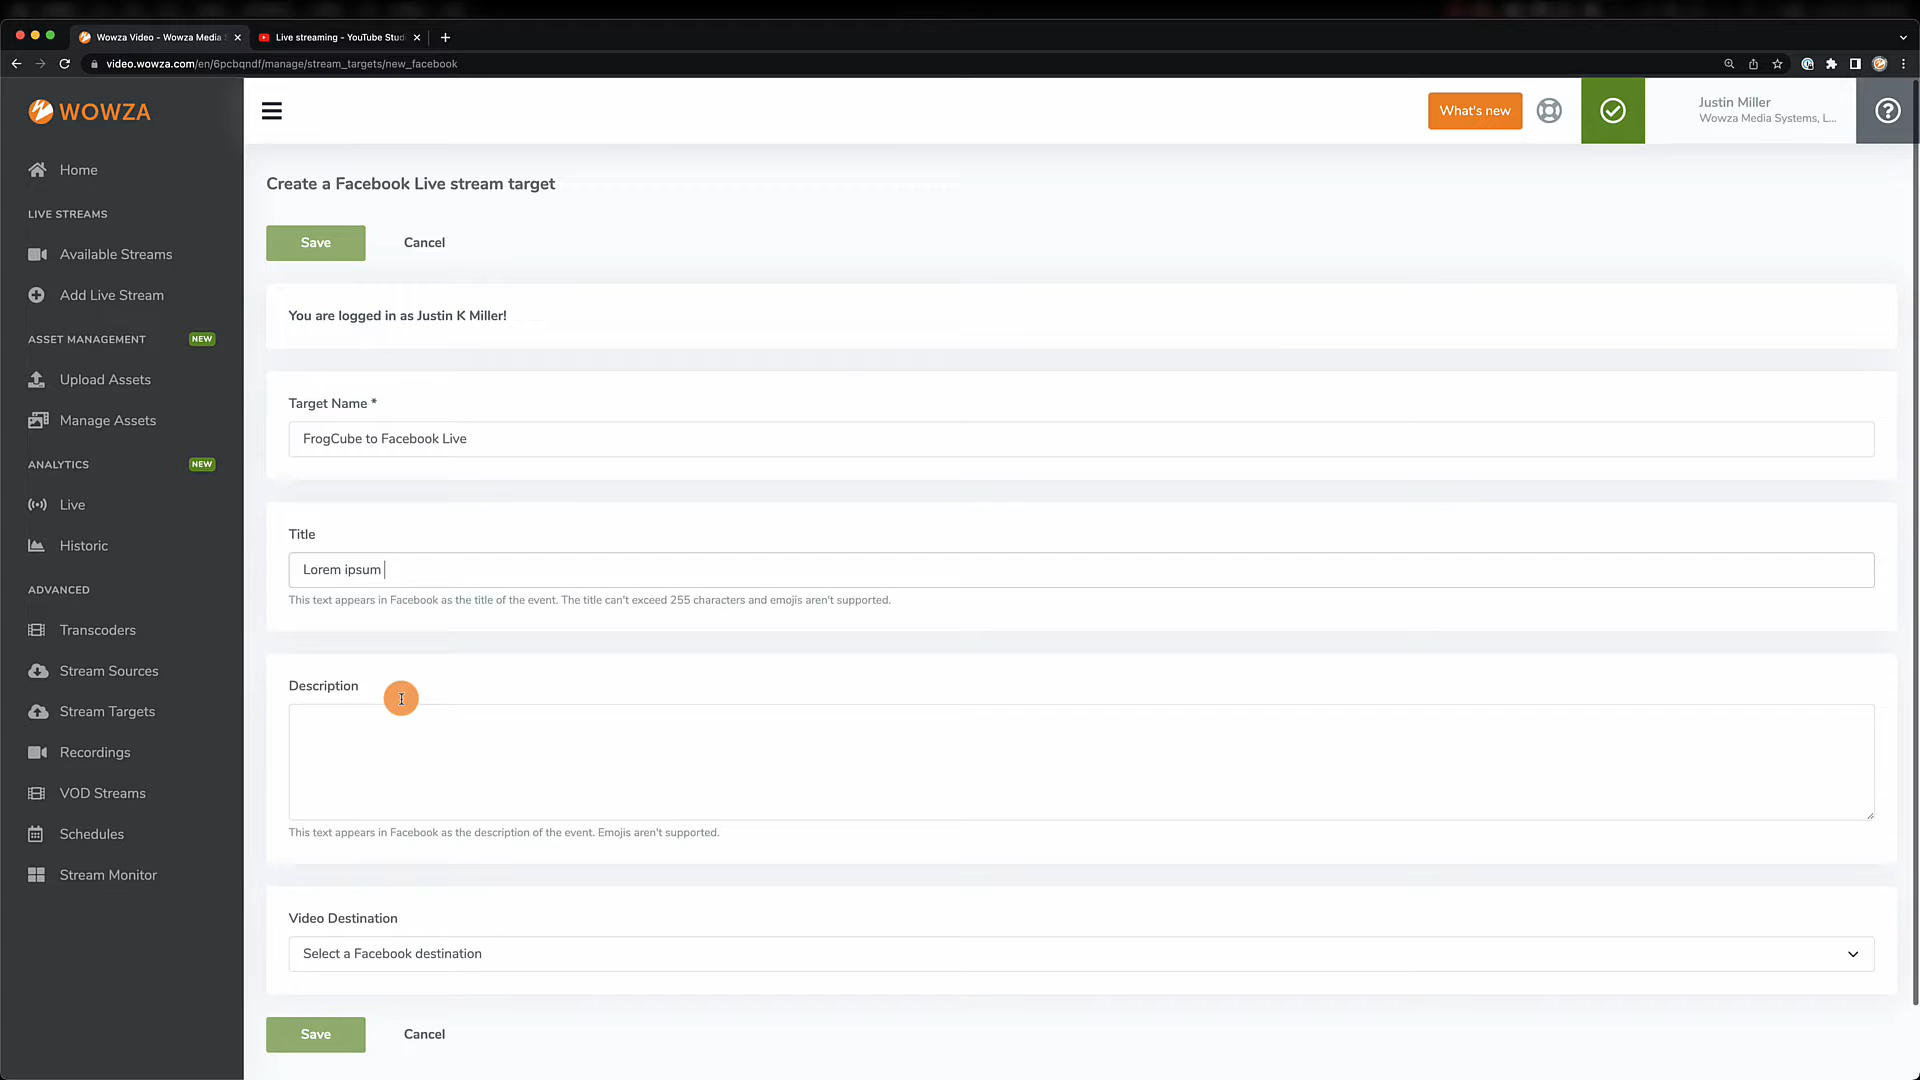 Wowza Video - Wowza Media S
Live streaming - YouTube Stud
video.wowza.com/en/6pcbqndf/manage/stream_targets/new_facebook
WOWZA
What's new
Justin Miller
Wowza Media Systems, L...
Home
LIVE STREAMS
Available Streams
Add Live Stream
ASSET MANAGEMENT NEW
Upload Assets
Manage Assets
ANALYTICS NEW
Live
Historic
ADVANCED
Transcoders
Stream Sources
Stream Targets
Recordings
VOD Streams
Schedules
Stream Monitor
Create a Facebook Live stream target
Save Cancel
You are logged in as Justin K Miller!
Target Name *
FrogCube to Facebook Live
Title
Lorem ipsum
This text appears in Facebook as the title of the event. The title can't exceed 255 characters and emojis aren't supported.
Description
This text appears in Facebook as the description of the event. Emojis aren't supported.
Video Destination
Select a Facebook destination
Save Cancel